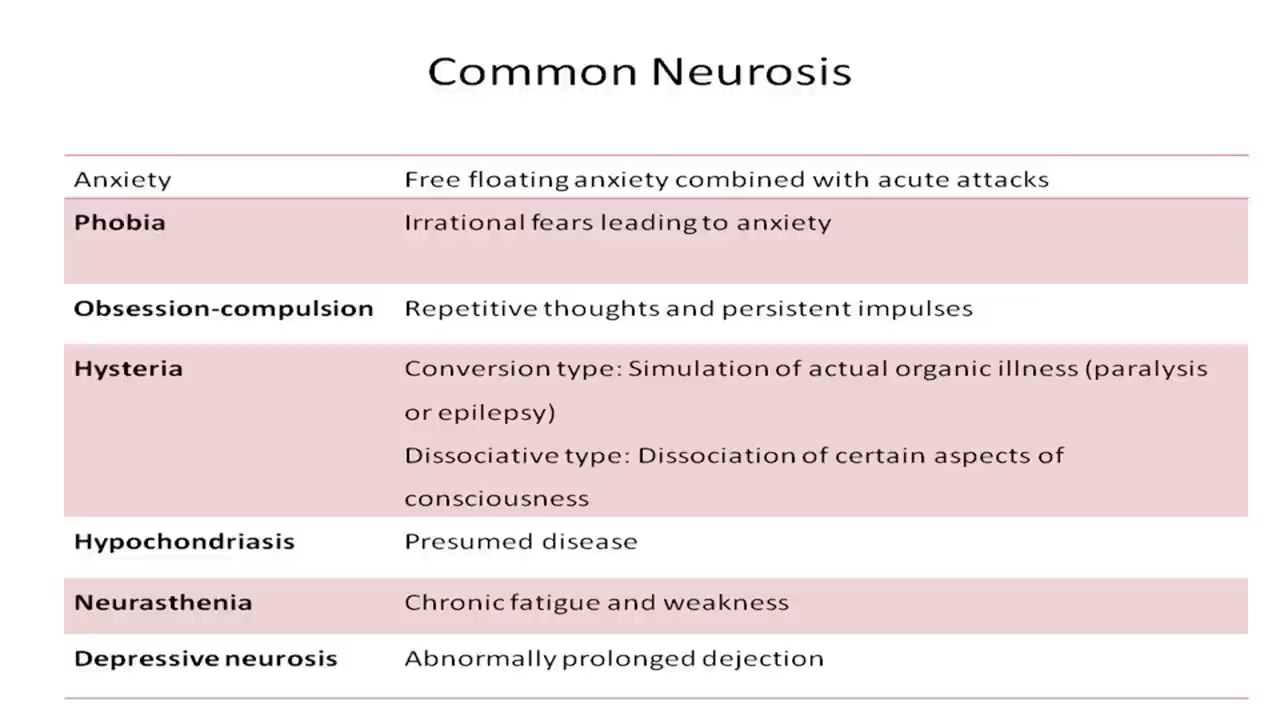 Common Neurosis
Anxiety Free floating anxiety combined with acute attacks
Phobia Irrational fears leading to anxiety
Obsession-compulsion Repetitive thoughts and persistent impulses
Hysteria Conversion type: Simulation of actual organic illness (paralysis
or epilepsy)
Dissociative type: Dissociation of certain aspects of
consciousness
Hypochondriasis Presumed disease
Neurasthenia Chronic fatigue and weakness
Depressive neurosis Abnormally prolonged dejection